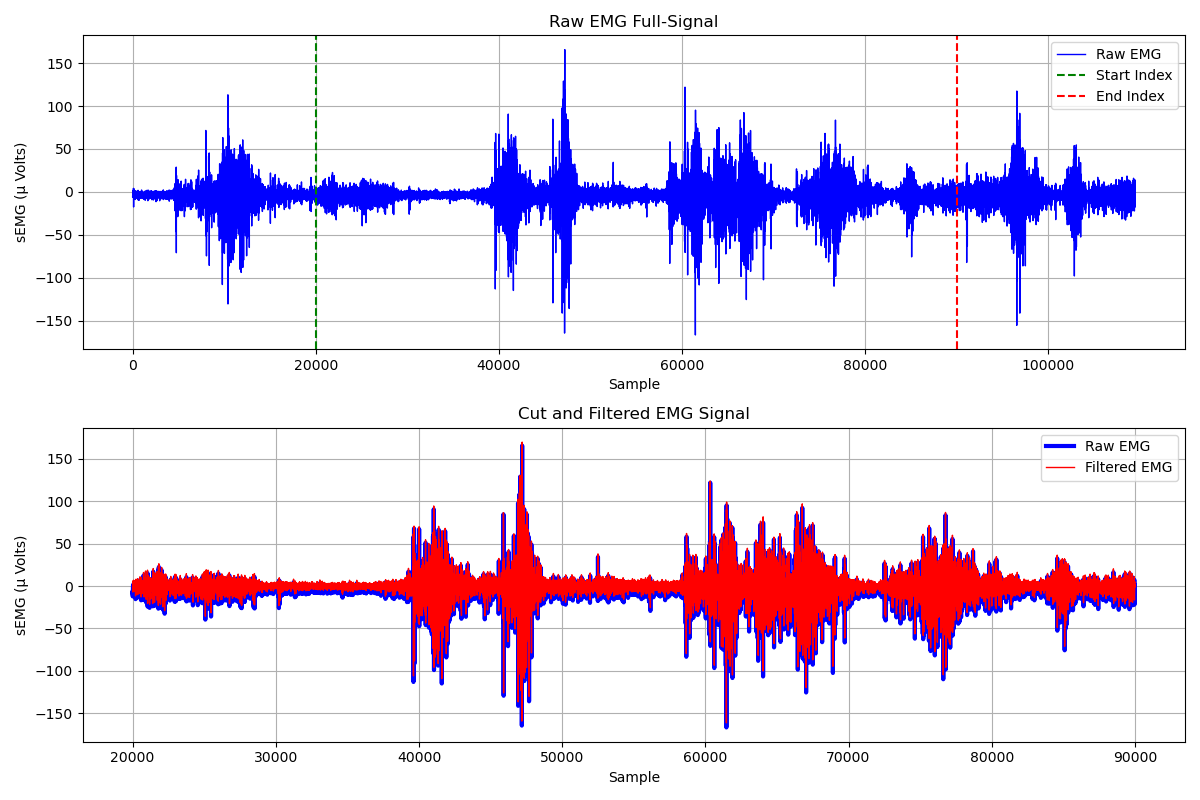 Raw EMG Full-Signal
sEMG (µ Volts)
150
100
50
0
−50
−100
−150
Raw EMG
Start Index
End Index
0 20000 40000 60000 80000 100000
Sample
Cut and Filtered EMG Signal
sEMG (µ Volts)
150
100
50
0
−50
−100
−150
Raw EMG
Filtered EMG
20000 30000 40000 50000 60000 70000 80000 90000
Sample